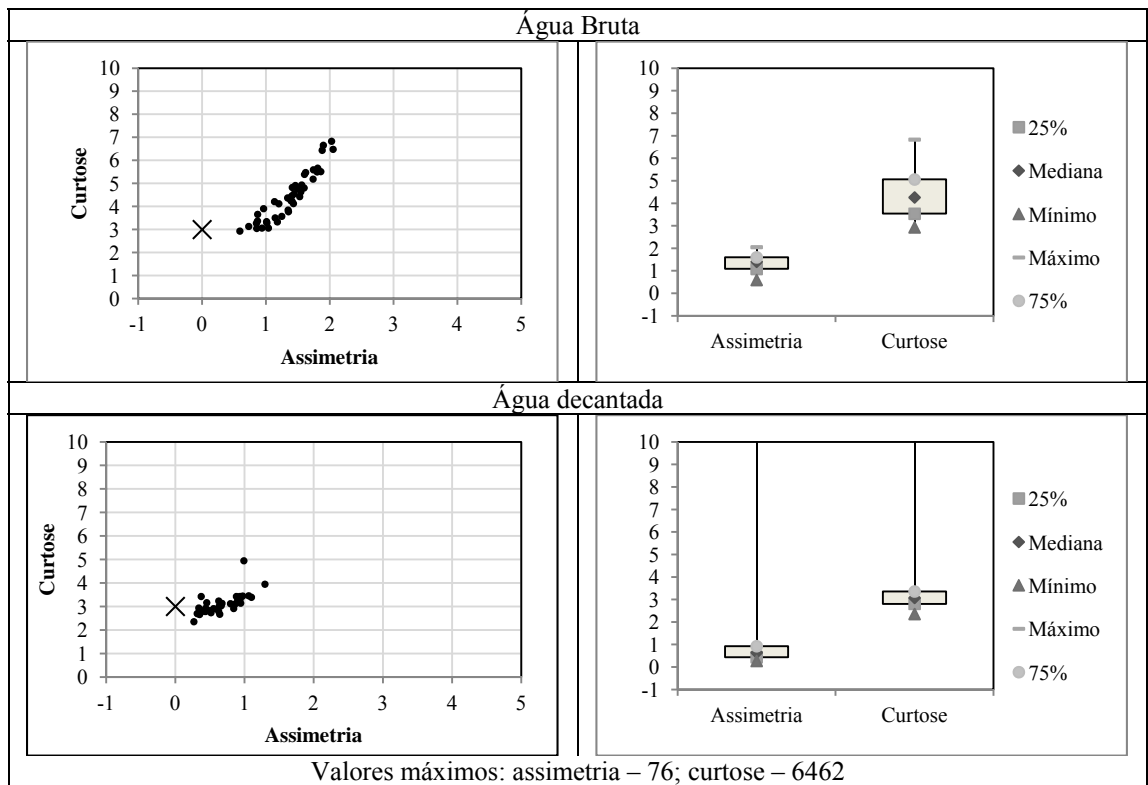 Água Bruta
Curtose
10
9
8
7
6
5
4
3
2
1
0
-1 0 1 2 3 4 5
Assimetria
10
9
8
7
6
5
4
3
2
1
0
-1
Assimetria Curtose
25%
Mediana
Mínimo
Máximo
75%
Água decantada
Curtose
10
9
8
7
6
5
4
3
2
1
0
-1 0 1 2 3 4 5
Assimetria
10
9
8
7
6
5
4
3
2
1
0
-1
Assimetria Curtose
25%
Mediana
Mínimo
Máximo
75%
Valores máximos: assimetria – 76; curtose – 6462